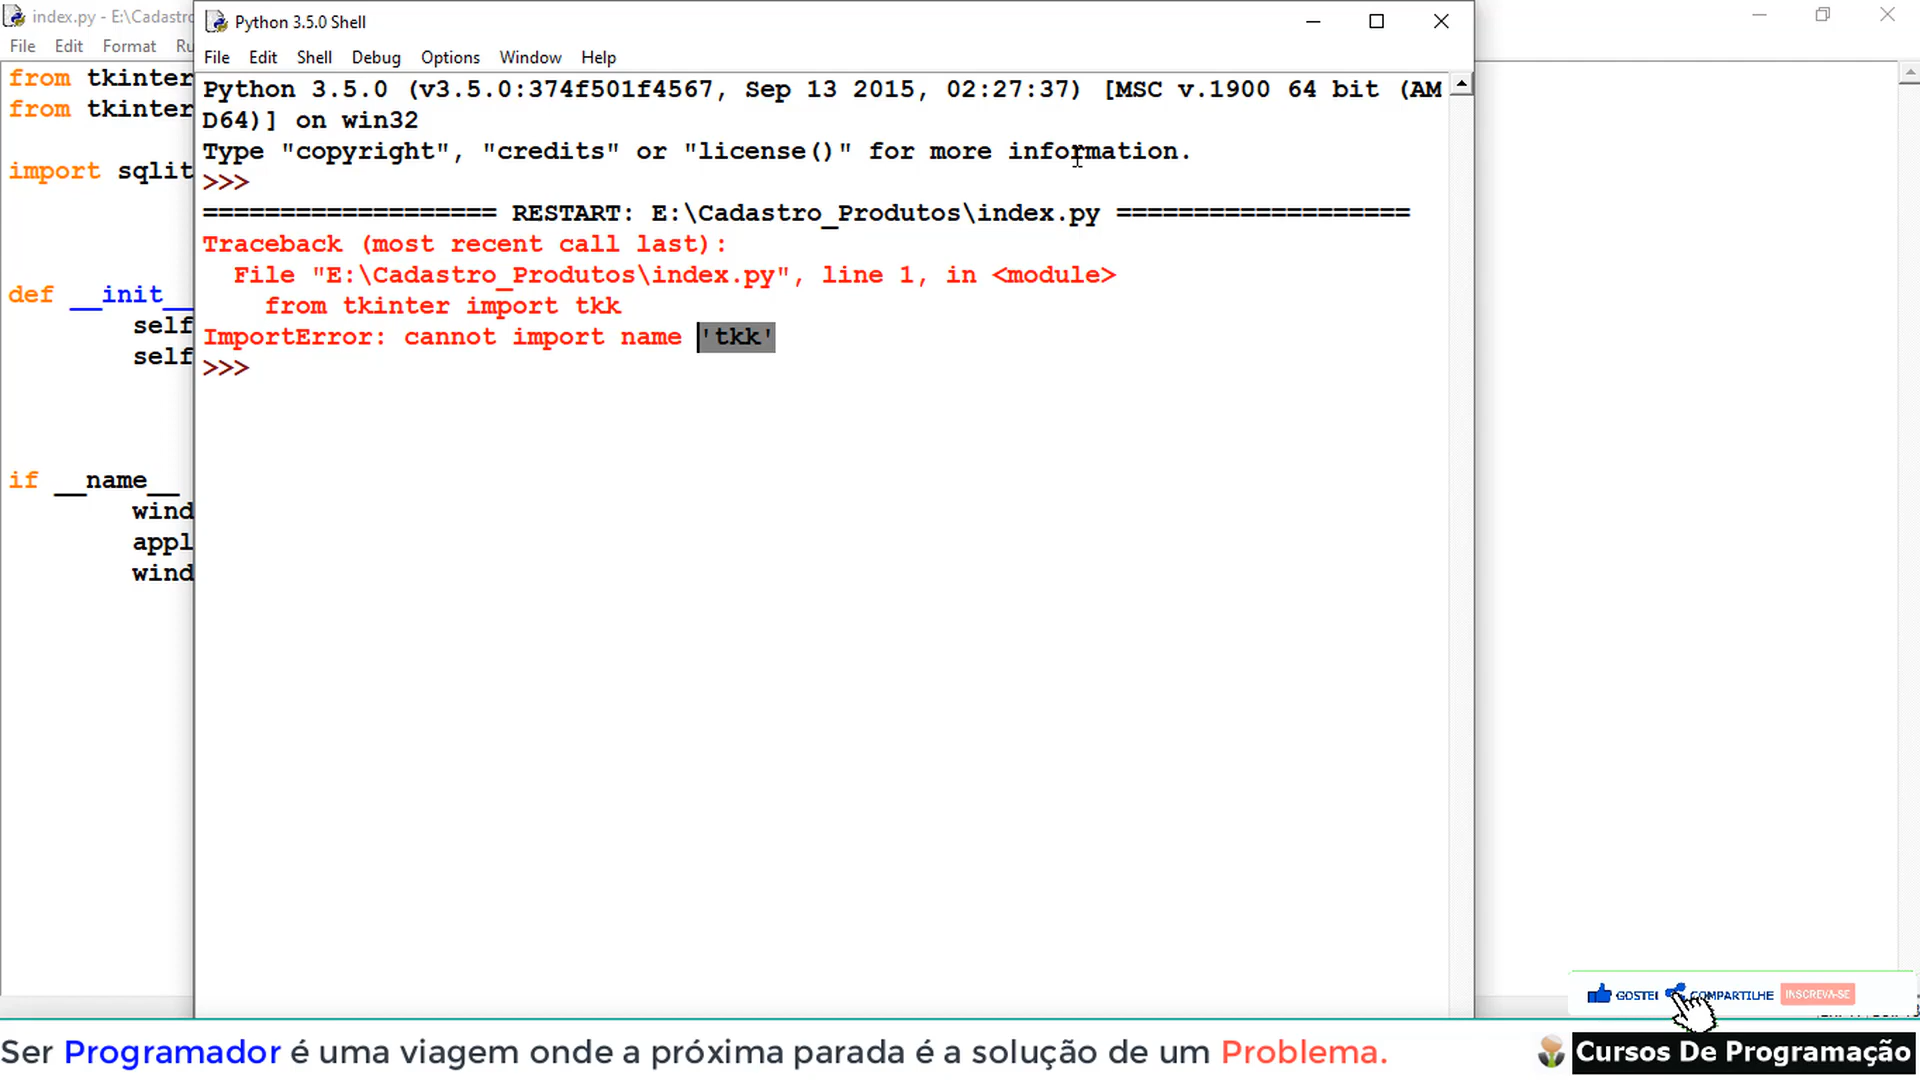 index.py - E:\Cadastro
Python 3.5.0 Shell
File Edit Format Ru
File Edit Shell Debug Options Window Help
from tkinter
from tkinter
import sqlit
def __init__
self
self
if __name__
wind
appl
wind
Python 3.5.0 (v3.5.0:374f501f4567, Sep 13 2015, 02:27:37) [MSC v.1900 64 bit (AM
D64)] on win32
Type "copyright", "credits" or "license()" for more information.
>>>
=================== RESTART: E:\Cadastro_Produtos\index.py ===================
Traceback (most recent call last):
File "E:\Cadastro_Produtos\index.py", line 1, in <module>
from tkinter import tkk
ImportError: cannot import name 'tkk'
>>>
GOSTEI COMPARTILHE INSCREVA-SE
Ser Programador é uma viagem onde a próxima parada é a solução de um Problema.
Cursos De Programação